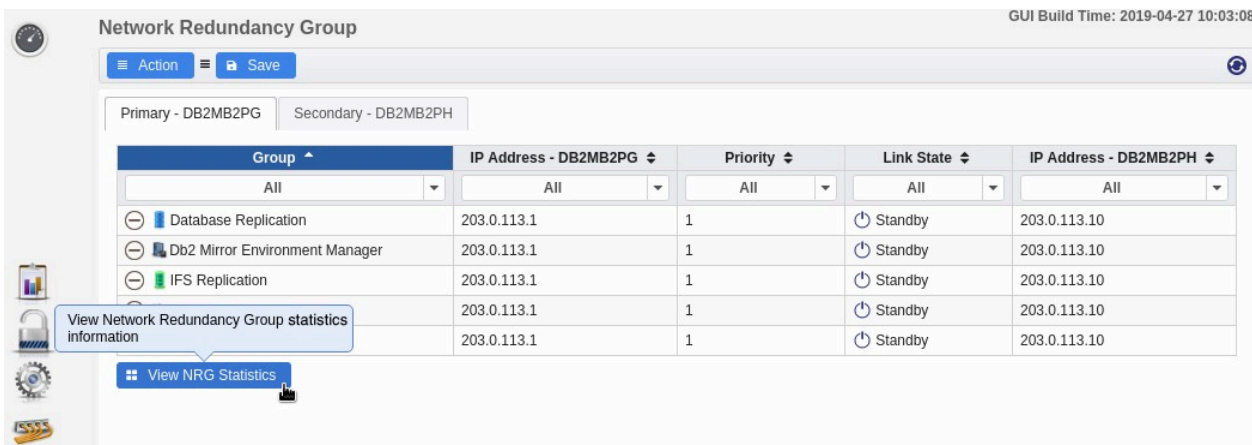 GUI Build Time: 2019-04-27 10:03:08
Network Redundancy Group
Action Save
Primary - DB2MB2PG Secondary - DB2MB2PH
Group IP Address - DB2MB2PG Priority Link State IP Address - DB2MB2PH
All All All All All
Database Replication 203.0.113.1 1 Standby 203.0.113.10
Db2 Mirror Environment Manager 203.0.113.1 1 Standby 203.0.113.10
IFS Replication 203.0.113.1 1 Standby 203.0.113.10
203.0.113.1 1 Standby 203.0.113.10
203.0.113.1 1 Standby 203.0.113.10
View Network Redundancy Group statistics
information
View NRG Statistics